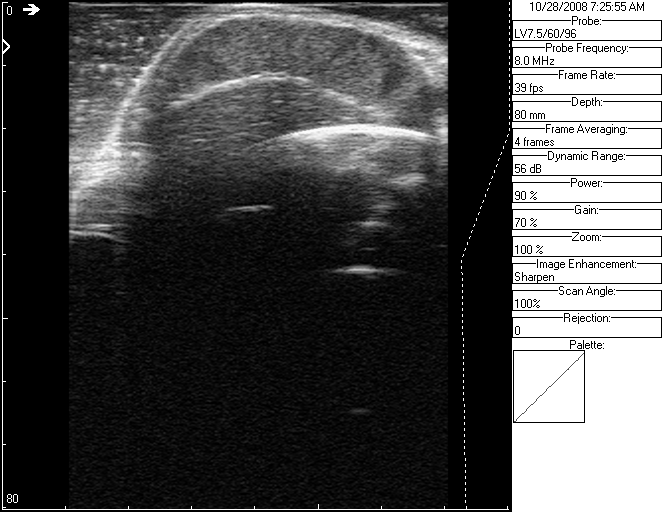 0
80
10/28/2008 7:25:55 AM
Probe:
LV7.5/60/96
Probe Frequency:
8.0 MHz
Frame Rate:
39 fps
Depth:
80 mm
Frame Averaging:
4 frames
Dynamic Range:
56 dB
Power:
90 %
Gain:
70 %
Zoom:
100 %
Image Enhancement:
Sharpen
Scan Angle:
100%
Rejection:
0
Palette: